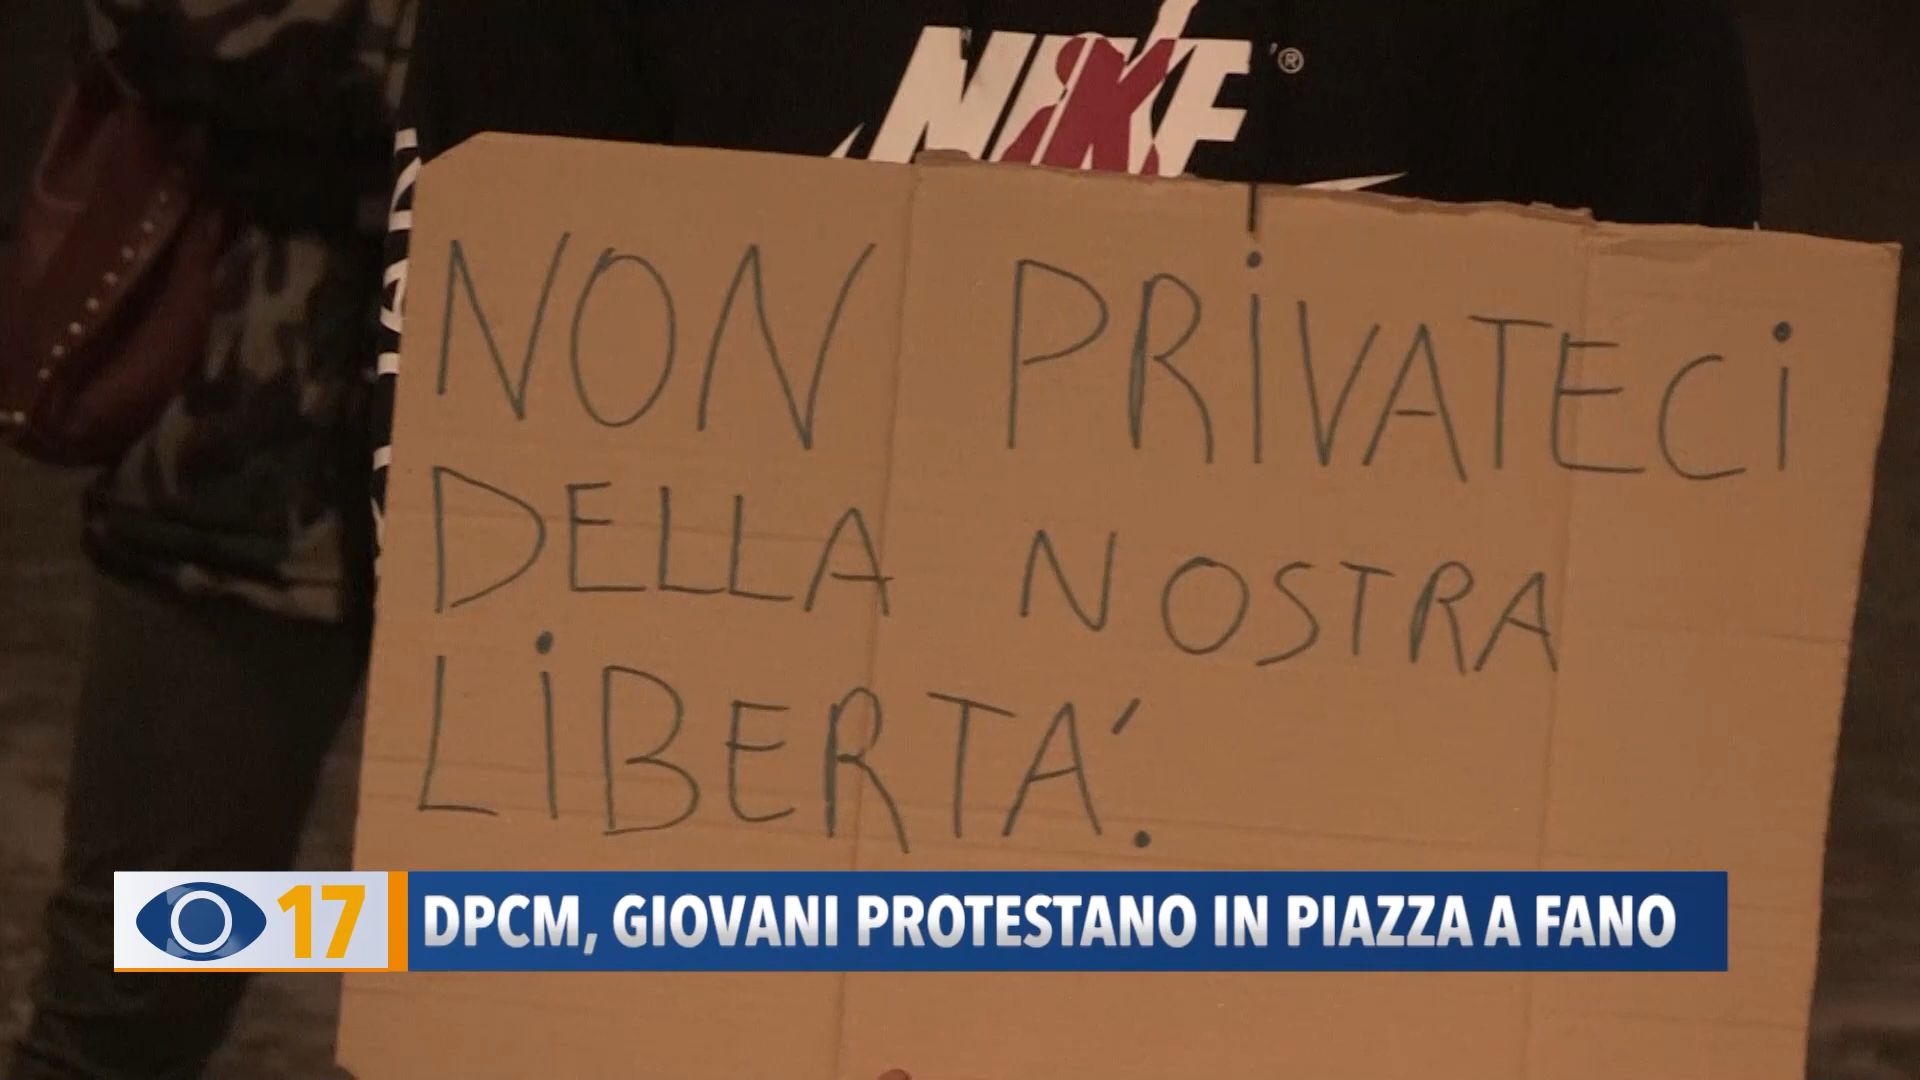 NIKE ®
NON PRiVATECi
DELLA NOSTRA
LiBERTA'.
17
DPCM, GIOVANI PROTESTANO IN PIAZZA A FANO